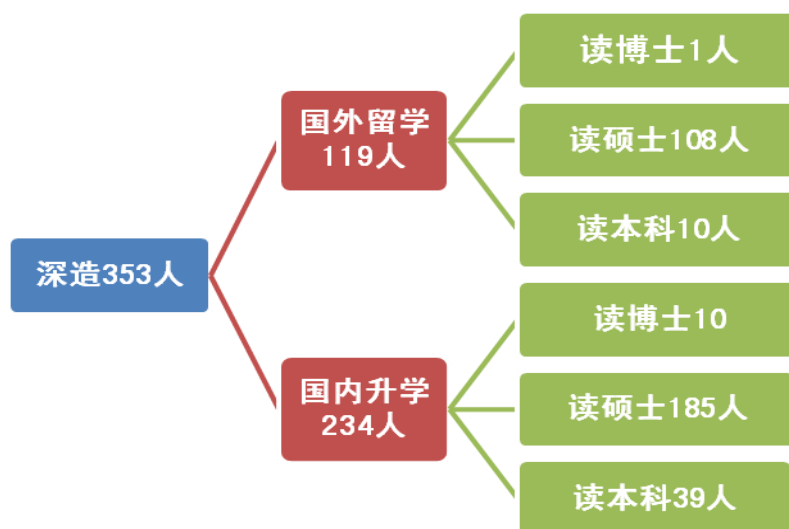 深造353人
国外留学
119人
读博士1人
读硕士108人
读本科10人
国内升学
234人
读博士10
读硕士185人
读本科39人